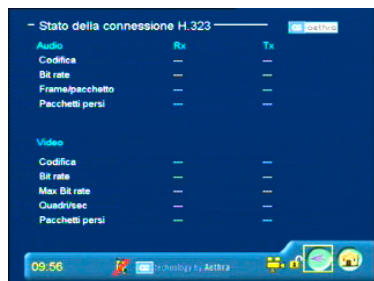 Stato della connessione H.323
aethra
Audio Rx Tx
Codifica --- ---
Bit rate --- ---
Frame/pacchetto --- ---
Pacchetti persi --- ---
Video
Codifica --- ---
Bit rate --- ---
Max Bit rate --- ---
Quadri/sec --- ---
Pacchetti persi --- ---
09:56 technology by Aethra